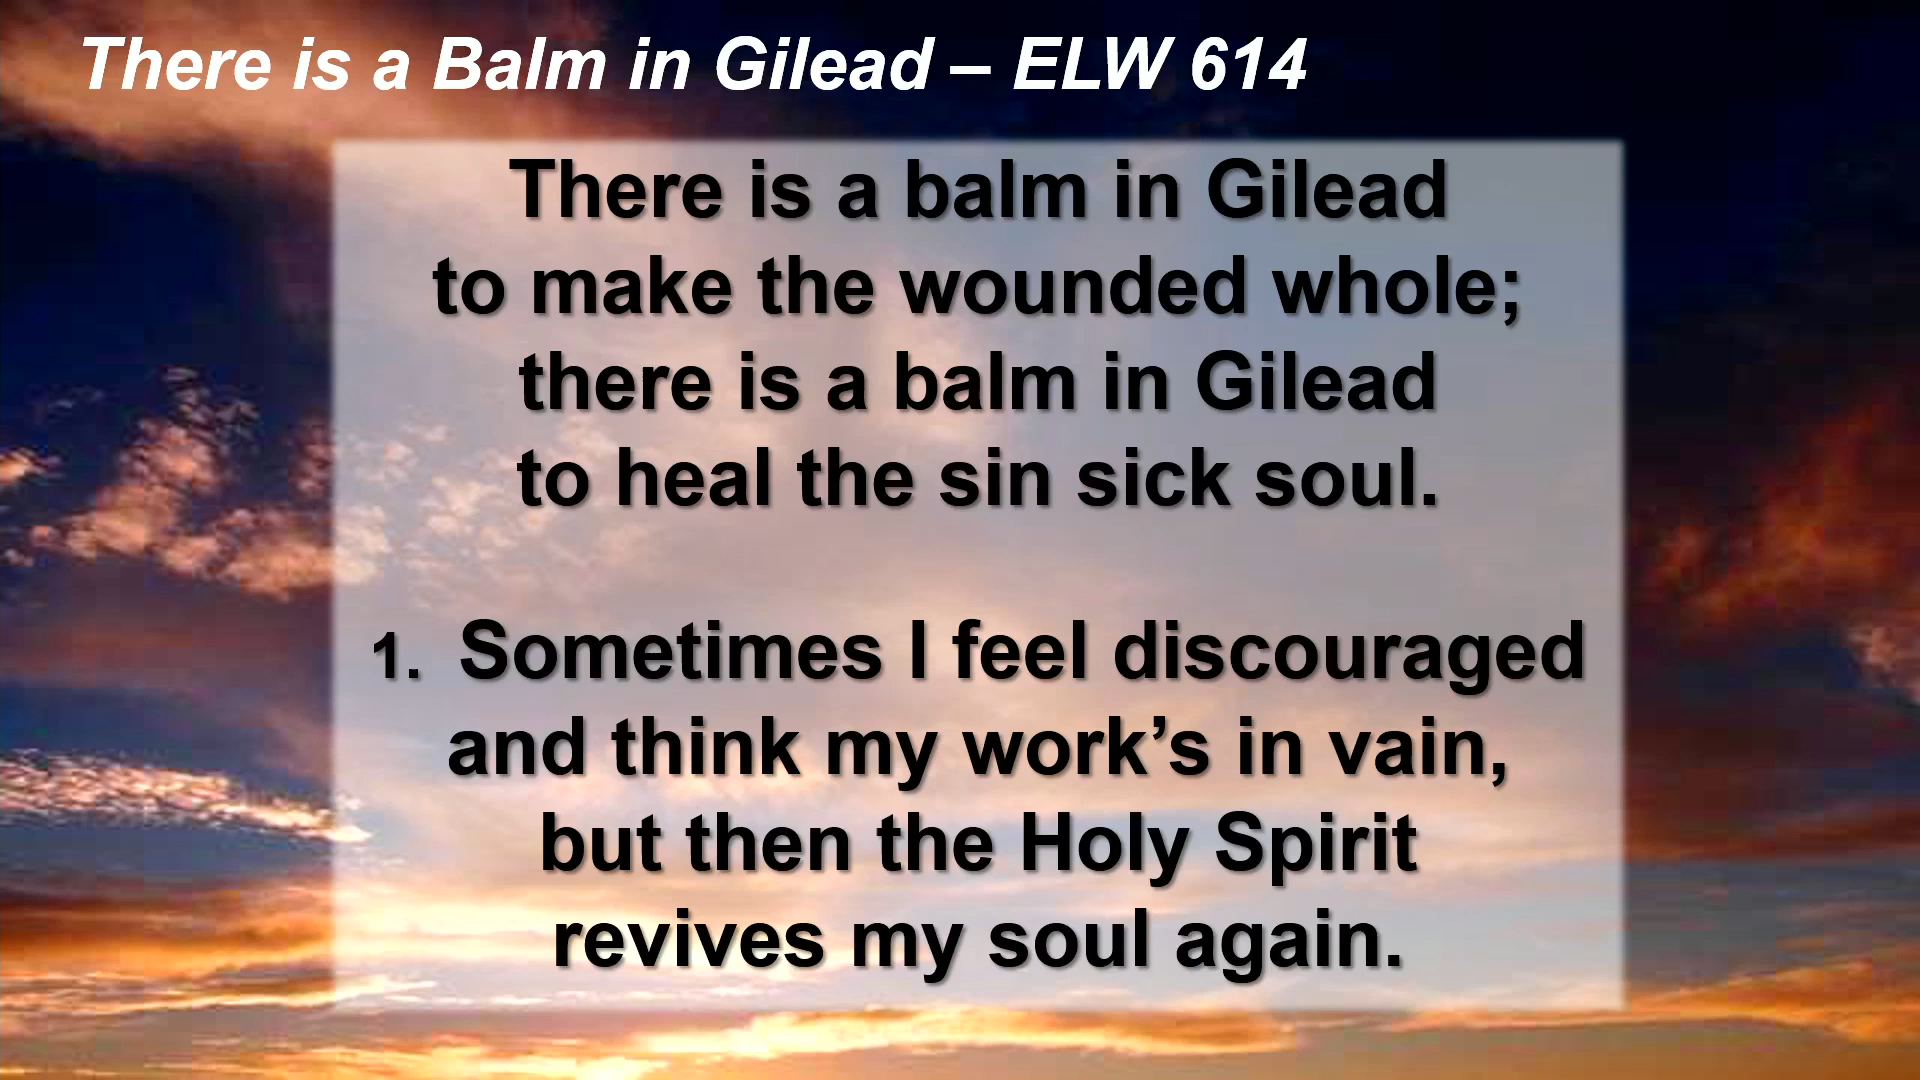 There is a Balm in Gilead – ELW 614
There is a balm in Gilead
to make the wounded whole;
there is a balm in Gilead
to heal the sin sick soul.
1. Sometimes I feel discouraged
and think my work’s in vain,
but then the Holy Spirit
revives my soul again.